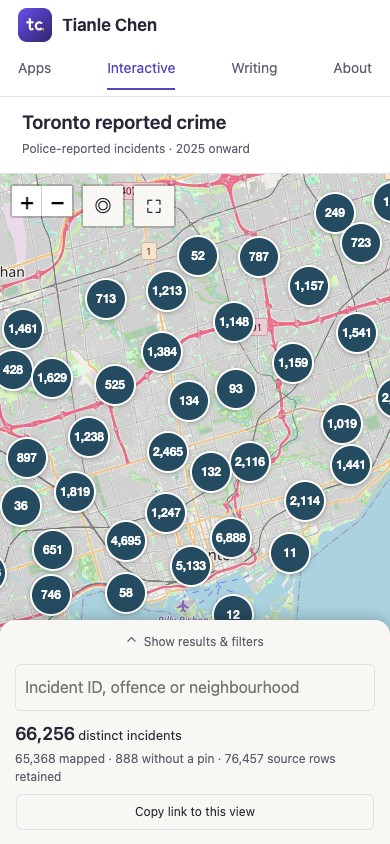 tc
Tianle Chen
Apps
Interactive
Writing
About
Toronto reported crime
Police-reported incidents · 2025 onward
+
−
249
723
52
787
1
713
1,213
1,157
1,461
1,148
1,541
428
1,629
1,384
1,159
525
134
93
1,238
1,019
897
2,465
132
2,116
1,441
36
1,819
2,114
1,247
651
4,695
6,888
5,133
11
746
58
12
Show results & filters
Incident ID, offence or neighbourhood
66,256 distinct incidents
65,368 mapped · 888 without a pin · 76,457 source rows
retained
Copy link to this view